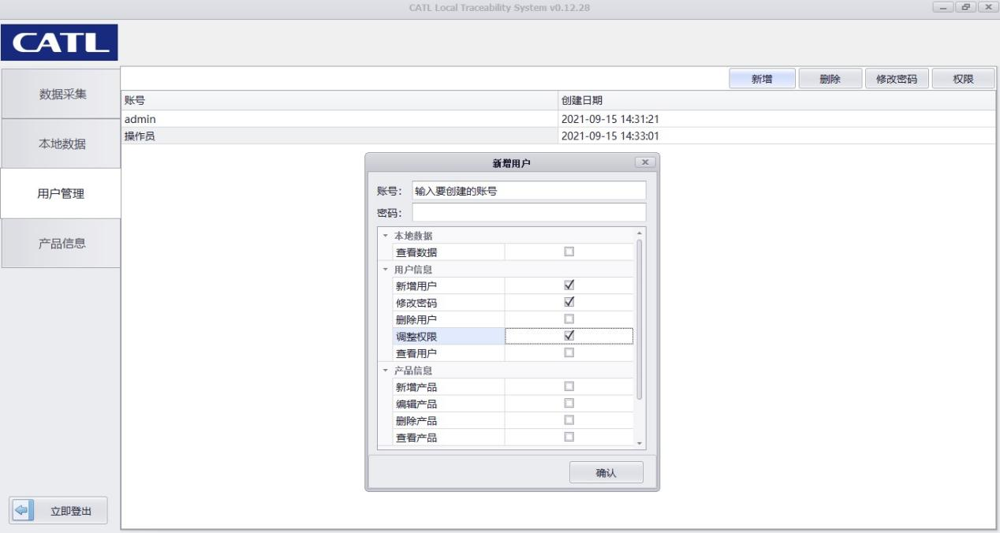 CATL Local Traceability System v0.12.28
CATL
数据采集
本地数据
用户管理
产品信息
立即登出
新增 删除 修改密码 权限
账号 创建日期
admin 2021-09-15 14:31:21
操作员 2021-09-15 14:33:01
新增用户
账号： 输入要创建的账号
密码：
本地数据
查看数据
用户信息
新增用户
修改密码
删除用户
调整权限
查看用户
产品信息
新增产品
编辑产品
删除产品
查看产品
确认